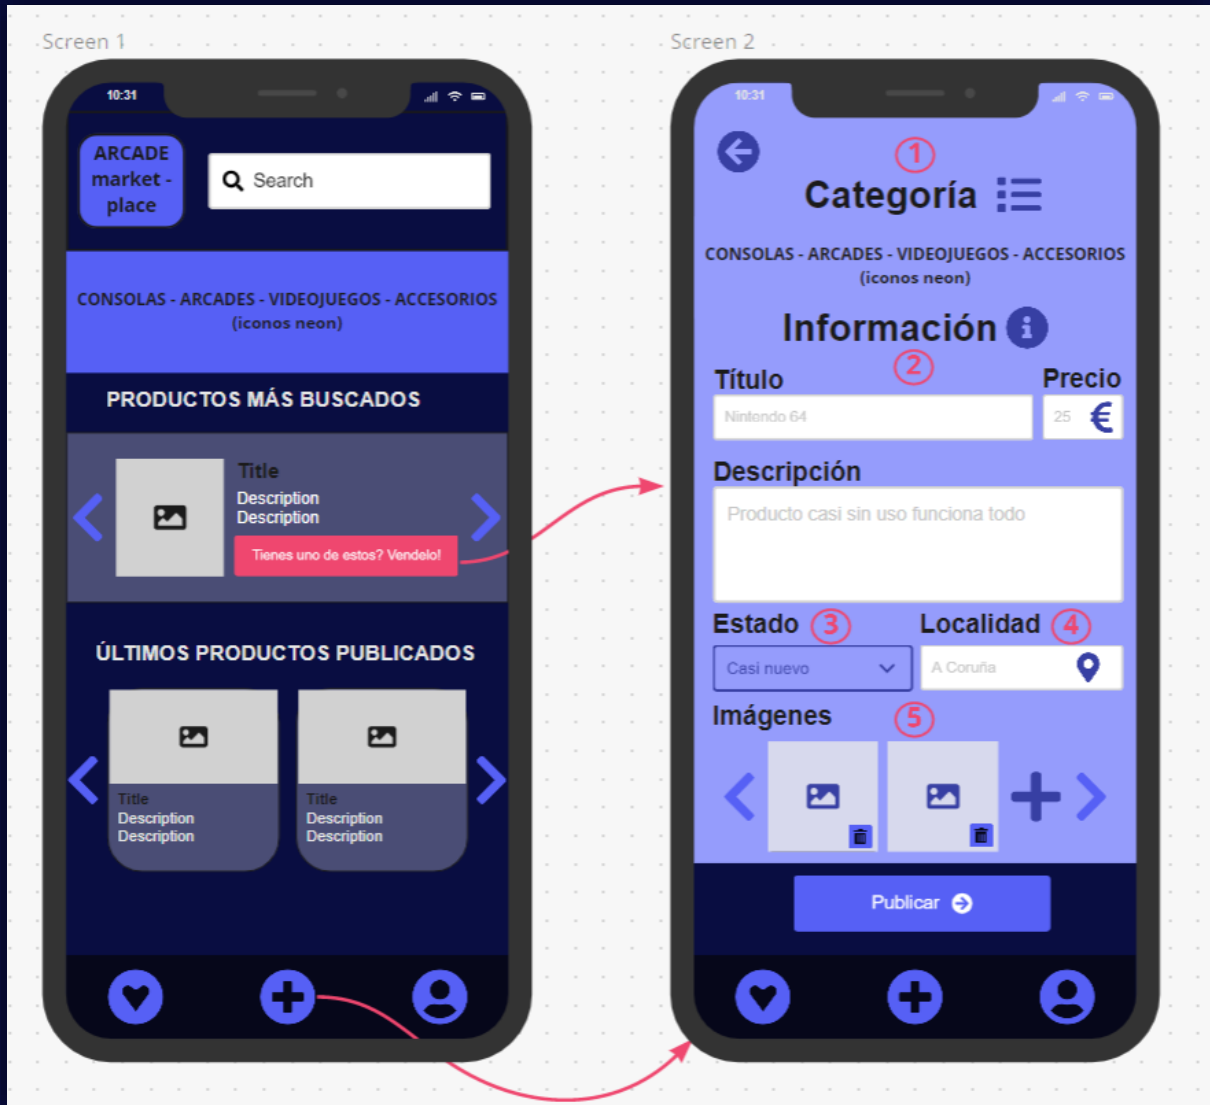 Screen 1
10:31
ARCADE
market -
place
Search
CONSOLAS - ARCADES - VIDEOJUEGOS - ACCESORIOS
(iconos neon)
PRODUCTOS MÁS BUSCADOS
Title
Description
Description
Tienes uno de estos? Vendelo!
ÚLTIMOS PRODUCTOS PUBLICADOS
Title
Description
Description
Title
Description
Description
Screen 2
10:31
1
Categoría
CONSOLAS - ARCADES - VIDEOJUEGOS - ACCESORIOS
(iconos neon)
Información
2
Título
Precio
Nintendo 64
25 €
Descripción
Producto casi sin uso funciona todo
Estado 3
Localidad 4
Casi nuevo
A Coruña
Imágenes 5
Publicar